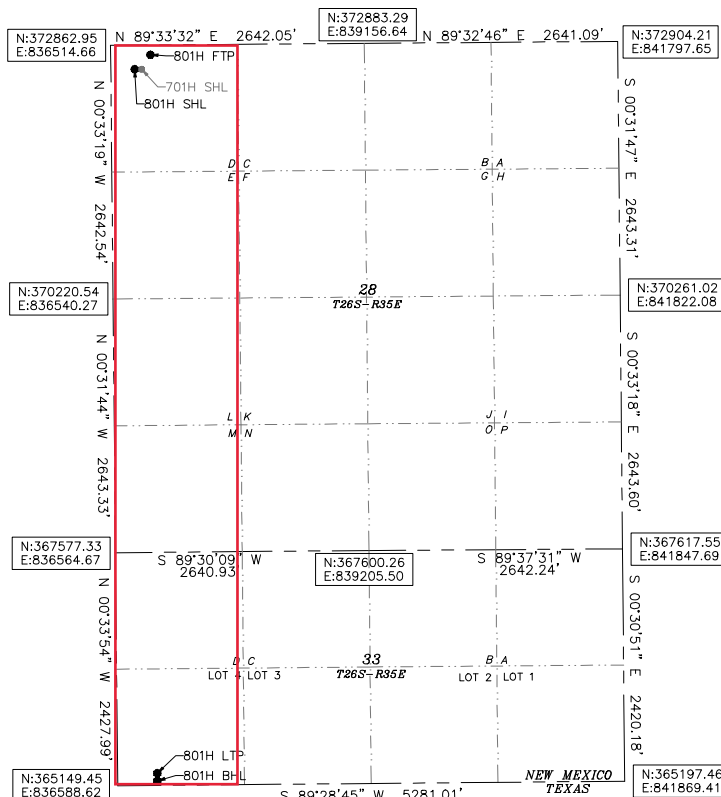 N 89°33'32" E 2642.05'
N:372883.29
E:839156.64
N 89°32'46" E 2641.09'
N:372862.95
E:836514.66
N:372904.21
E:841797.65
801H FTP
701H SHL
801H SHL
N 00°33'19" W 2642.54'
S 00°31'47" E 2643.31'
D C
E F
B A
G H
N:370220.54
E:836540.27
28
T26S-R35E
N:370261.02
E:841822.08
N 00°31'44" W 2643.33'
S 00°33'18" E 2643.60'
L K
M N
J I
O P
N:367577.33
E:836564.67
S 89°30'09" W
2640.93'
N:367600.26
E:839205.50
S 89°37'31" W
2642.24'
N:367617.55
E:841847.69
N 00°33'54" W 2427.99'
S 00°30'51" E 2420.18'
D C
LOT 4 LOT 3
33
T26S-R35E
B A
LOT 2 LOT 1
801H LTP
801H BHL
N:365149.45
E:836588.62
S 89°28'45" W 5281.01'
NEW MEXICO
TEXAS
N:365197.46
E:841869.41